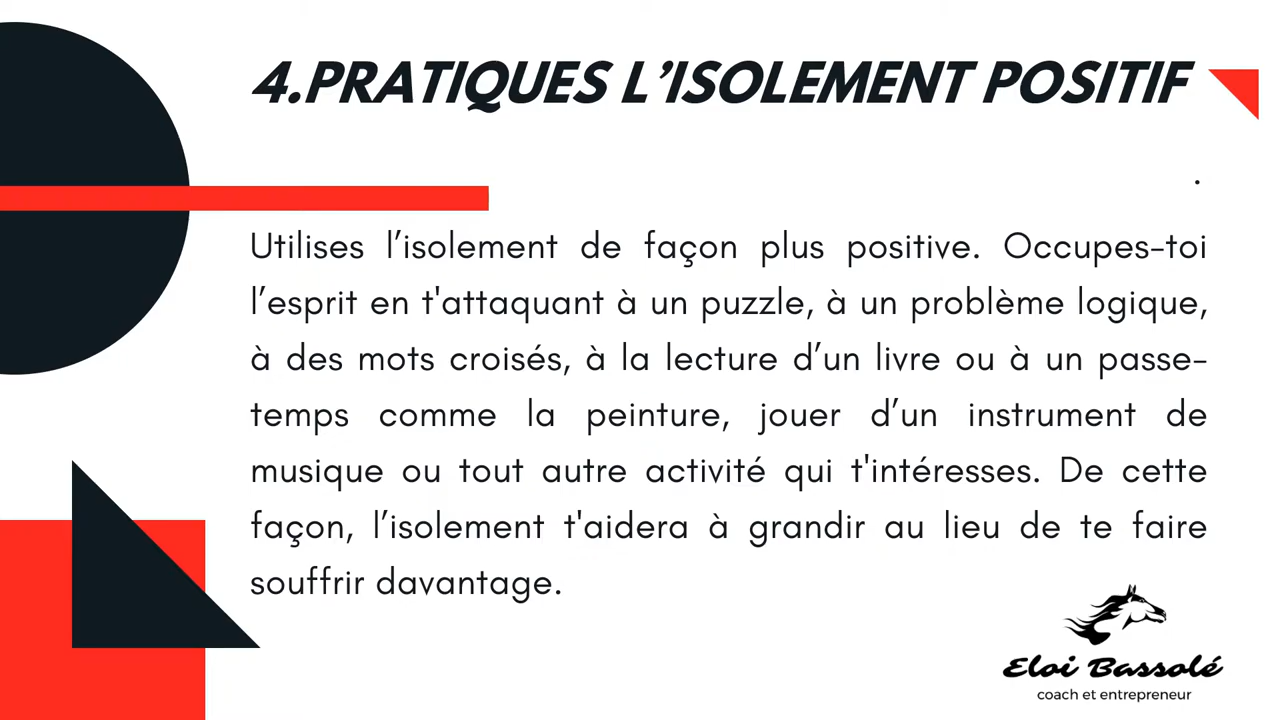 4.PRATIQUES L’ISOLEMENT POSITIF
.
Utilises l’isolement de façon plus positive. Occupes-toi
l’esprit en t'attaquant à un puzzle, à un problème logique,
à des mots croisés, à la lecture d’un livre ou à un passe-
temps comme la peinture, jouer d’un instrument de
musique ou tout autre activité qui t'intéresses. De cette
façon, l’isolement t'aidera à grandir au lieu de te faire
souffrir davantage.
Eloi Bassolé
coach et entrepreneur